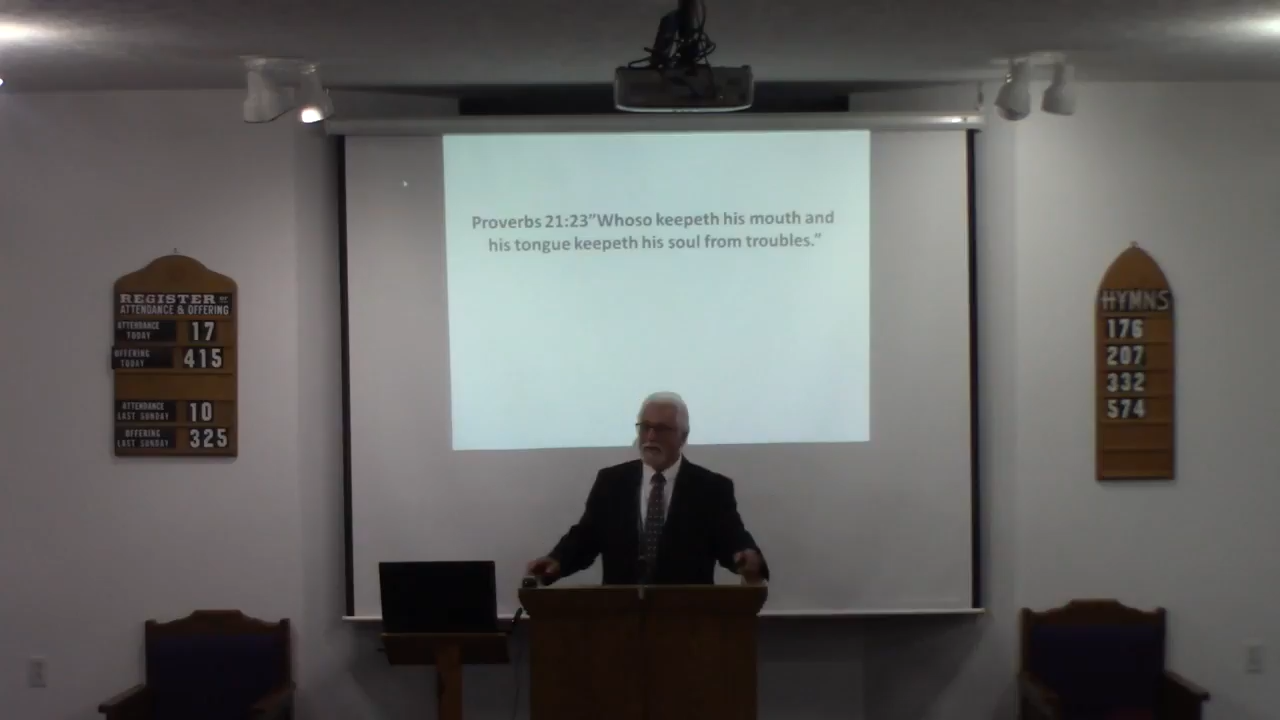 Proverbs 21:23”Whoso keepeth his mouth and
his tongue keepeth his soul from troubles.”
REGISTER OF
ATTENDANCE & OFFERING
ATTENDANCE
TODAY
17
OFFERING
TODAY
415
ATTENDANCE
LAST SUNDAY
10
OFFERING
LAST SUNDAY
325
HYMNS
176
207
332
574